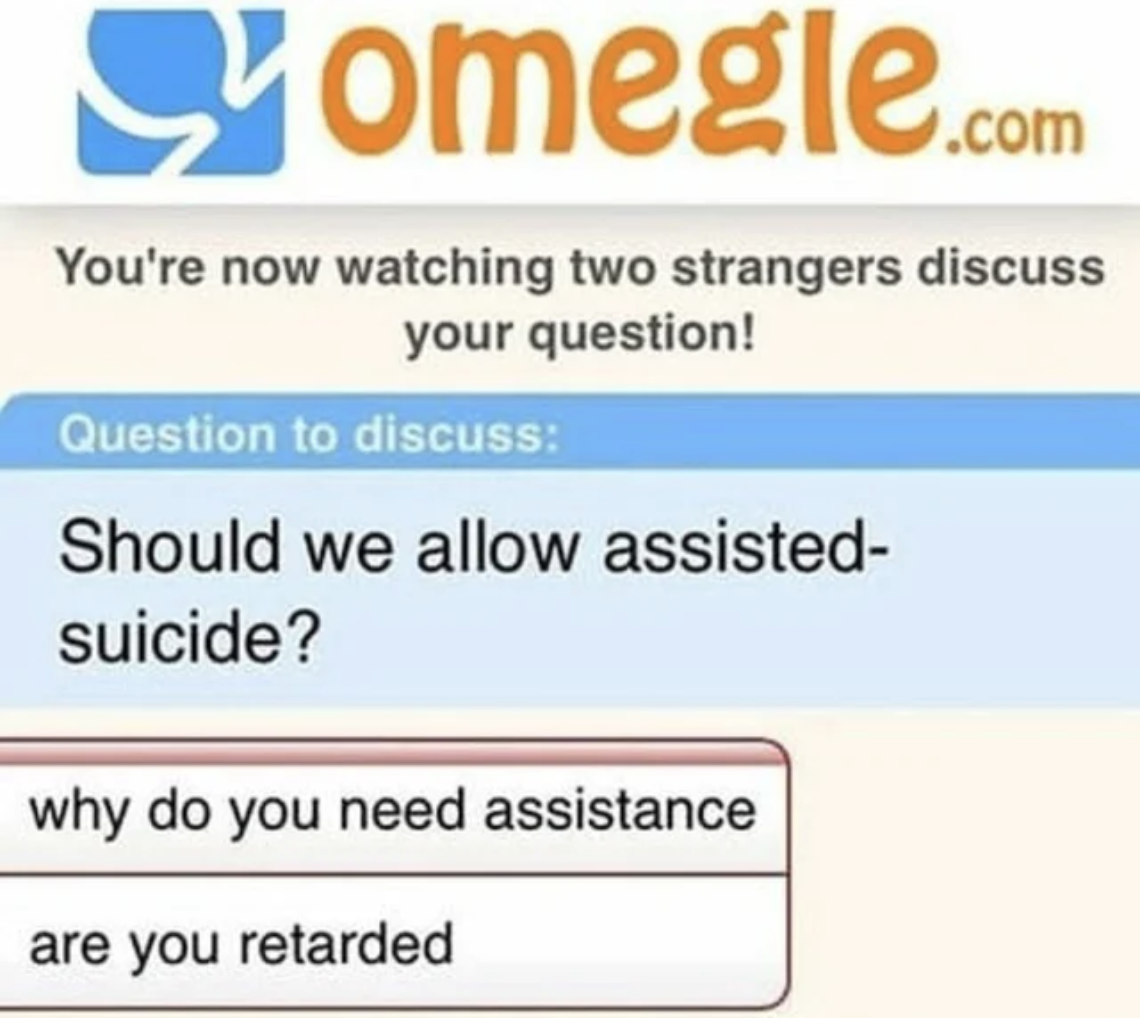 omegle.com
You're now watching two strangers discuss
your question!
Question to discuss:
Should we allow assisted-
suicide?
why do you need assistance
are you retarded